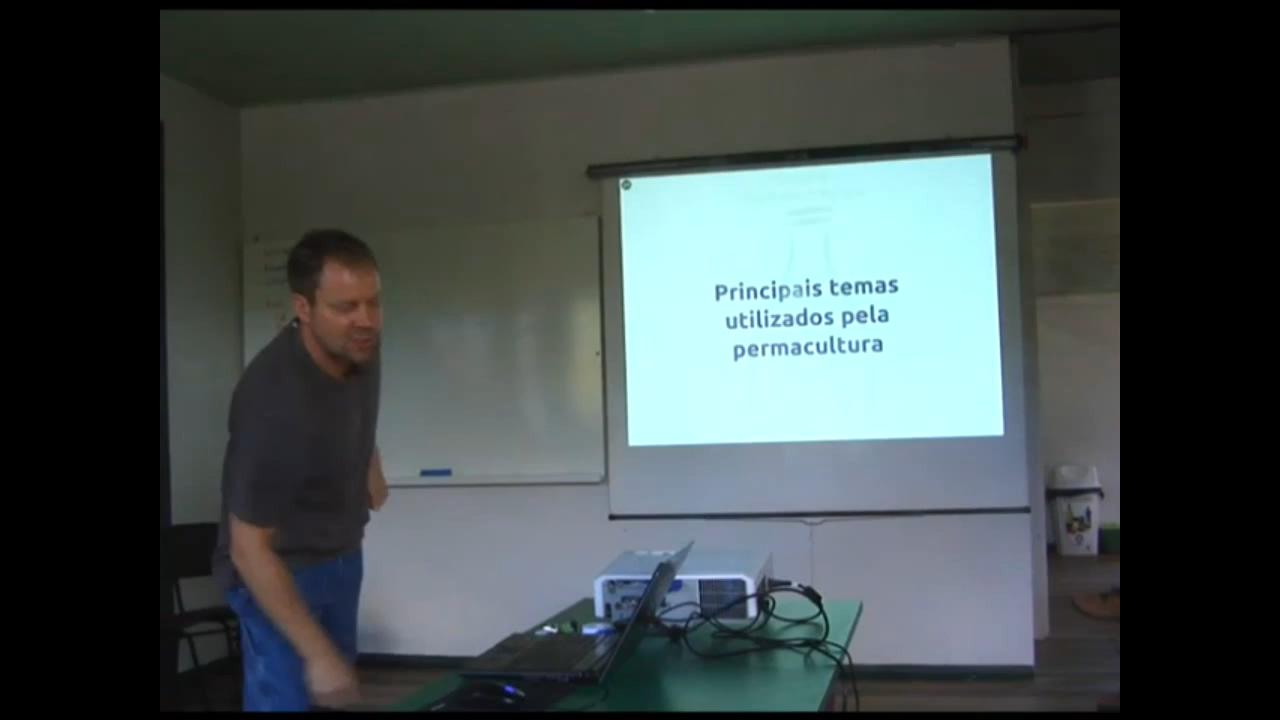 Principais temas
utilizados pela
permacultura